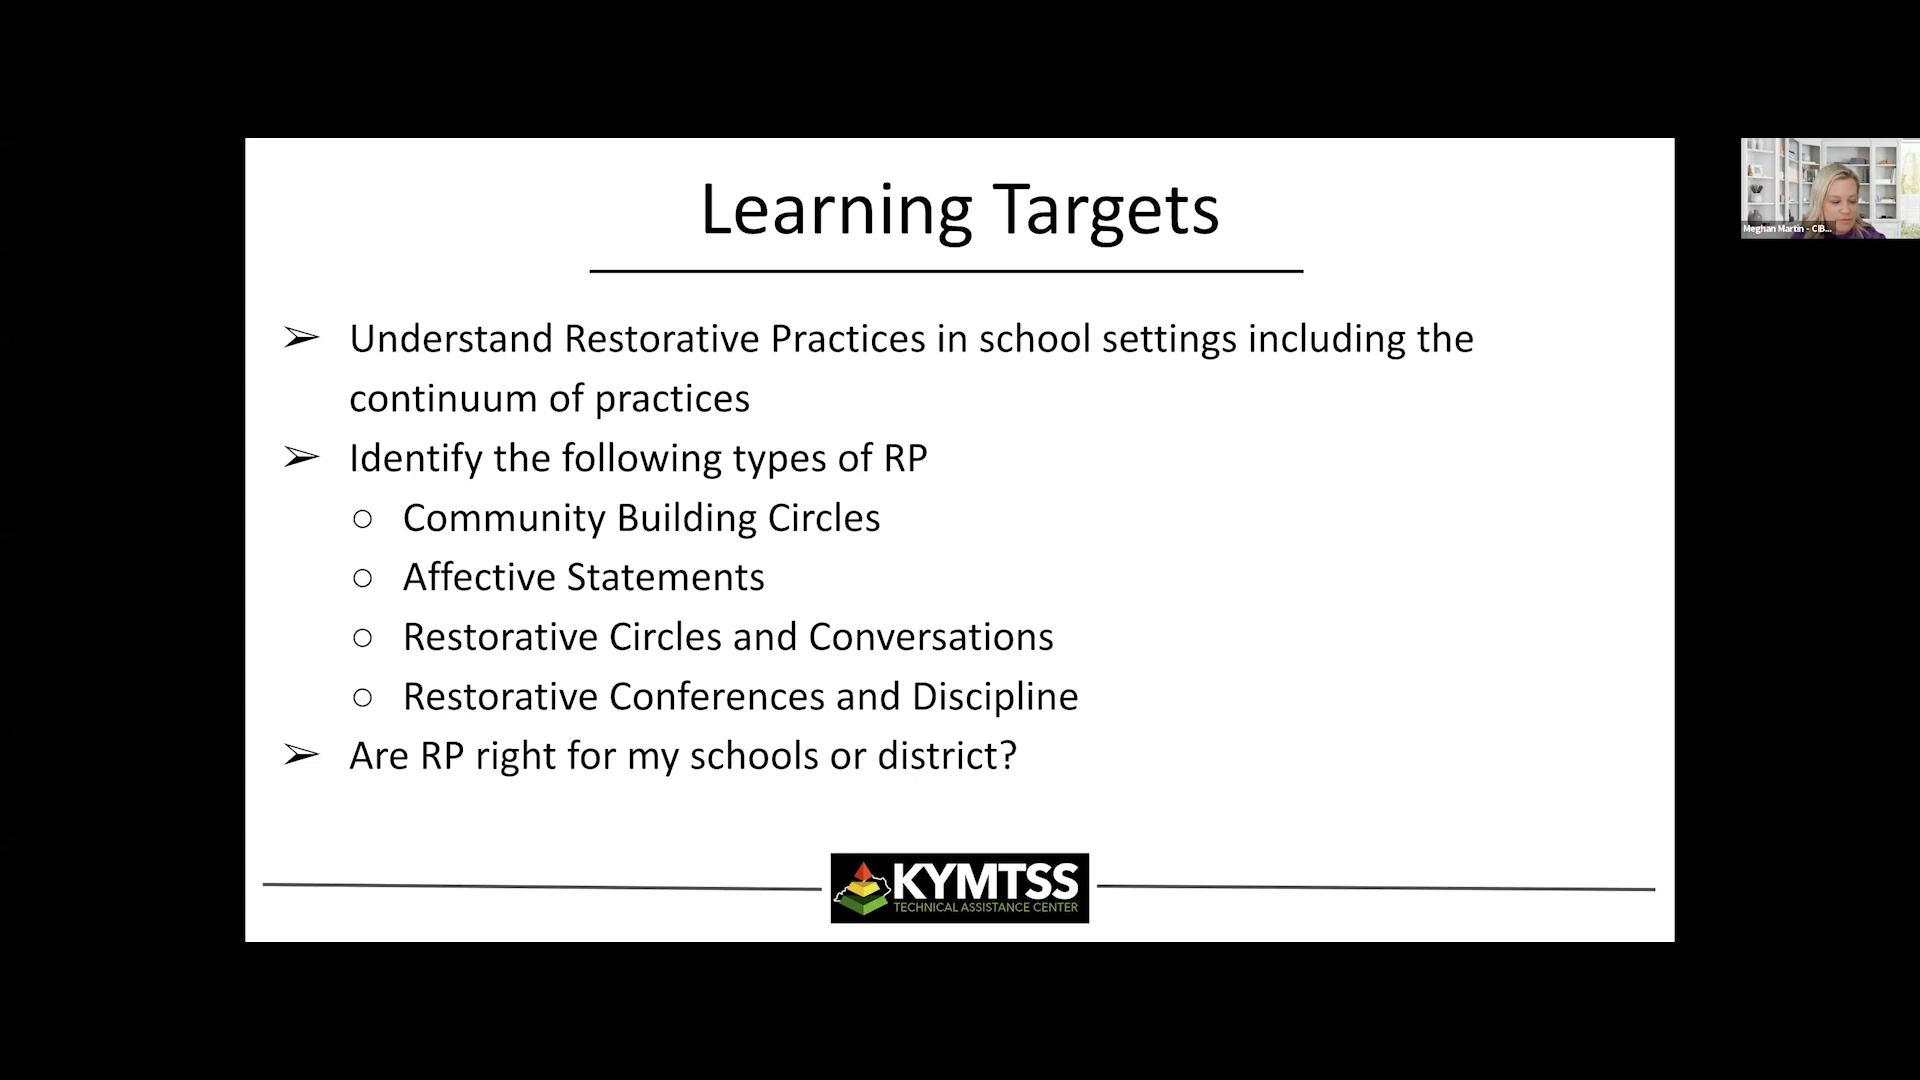 Learning Targets
➢ Understand Restorative Practices in school settings including the
continuum of practices
➢ Identify the following types of RP
○ Community Building Circles
○ Affective Statements
○ Restorative Circles and Conversations
○ Restorative Conferences and Discipline
➢ Are RP right for my schools or district?
KYMTSS
TECHNICAL ASSISTANCE CENTER
Meghan Martin - CIB...